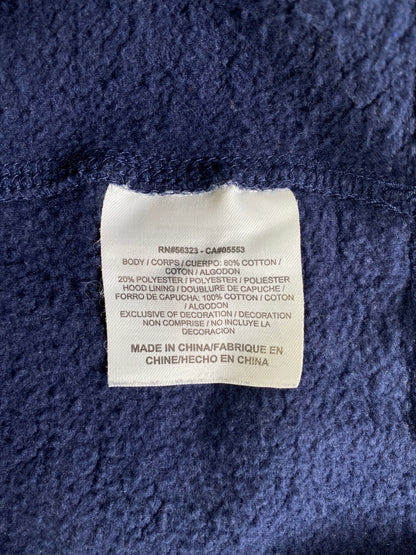 RN#56323 - CA#05553
BODY / CORPS / CUERPO: 80% COTTON /
COTON / ALGODON
20% POLYESTER / POLYESTER / POLIESTER
HOOD LINING / DOUBLURE DE CAPUCHE /
FORRO DE CAPUCHA: 100% COTTON / COTON
/ ALGODON
EXCLUSIVE OF DECORATION / DECORATION
NON COMPRISE / NO INCLUYE LA
DECORACION
MADE IN CHINA/FABRIQUE EN
CHINE/HECHO EN CHINA